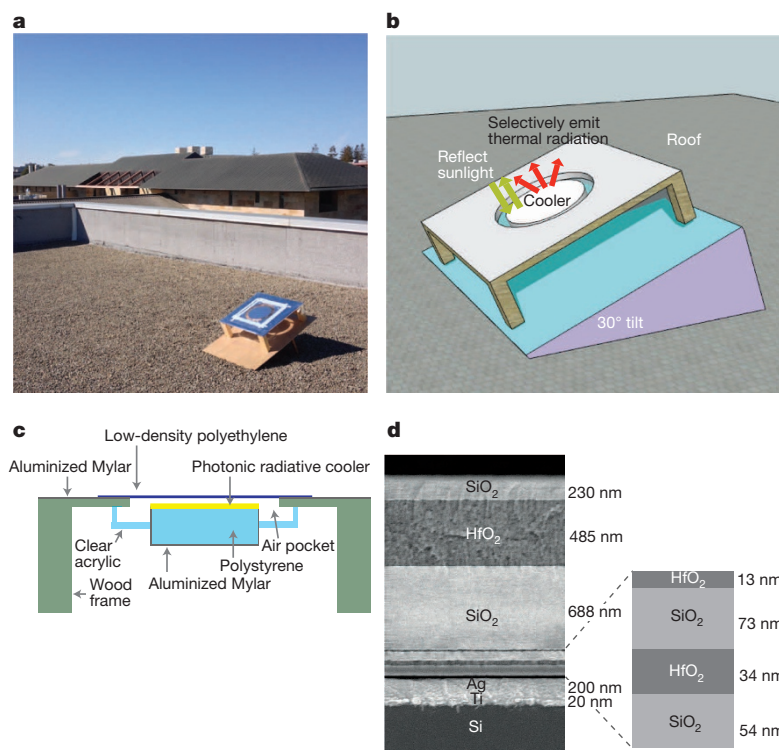 a
b
Selectively emit
thermal radiation
Reflect
sunlight
Roof
Cooler
30° tilt
c
Low-density polyethylene
Aluminized Mylar
Photonic radiative cooler
Clear
acrylic
Air pocket
Polystyrene
Aluminized Mylar
Wood
frame
d
SiO₂
230 nm
HfO₂
485 nm
SiO₂
688 nm
Ag
200 nm
Ti
20 nm
Si
HfO₂
13 nm
SiO₂
73 nm
HfO₂
34 nm
SiO₂
54 nm